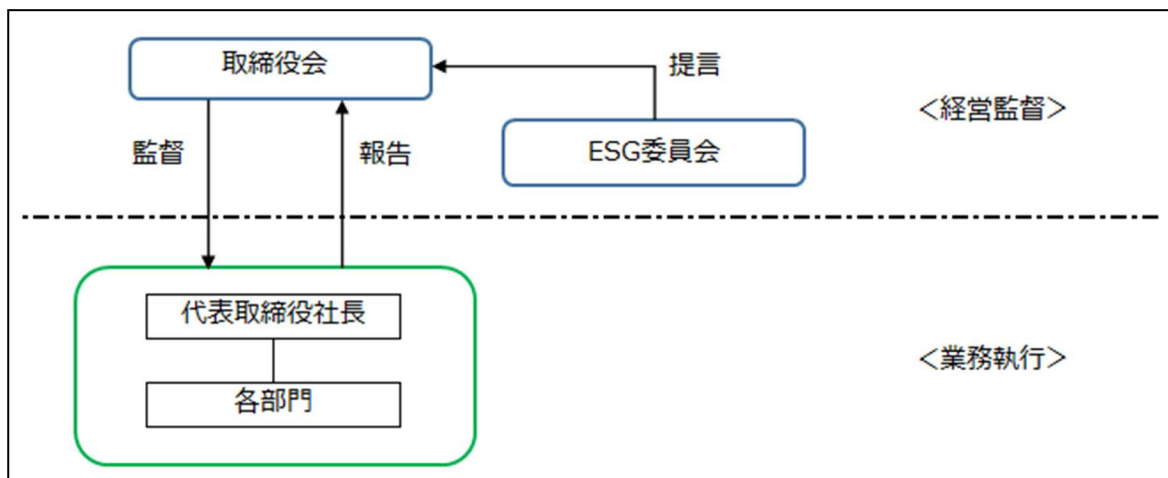 取締役会
提言
＜経営監督＞
監督
報告
ESG委員会
代表取締役社長
＜業務執行＞
各部門